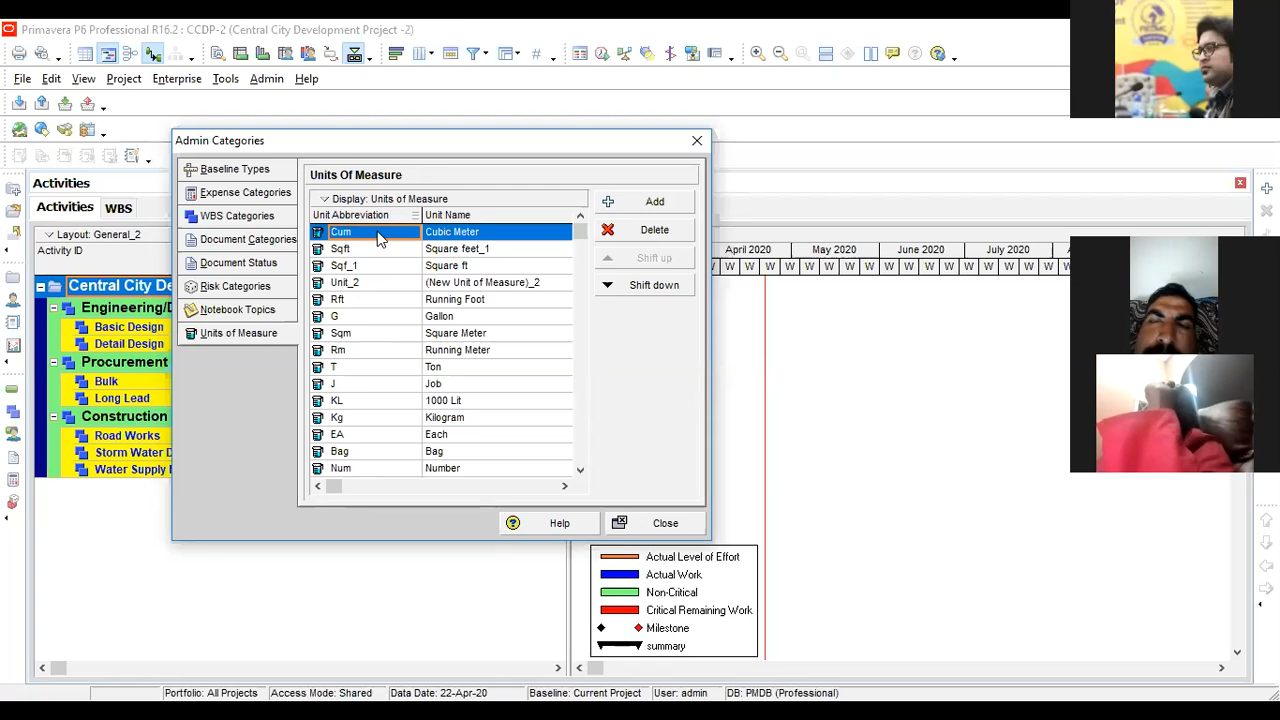 Primavera P6 Professional R16.2 : CCDP-2 (Central City Development Project -2)
File Edit View Project Enterprise Tools Admin Help
Activities
Activities WBS
Layout: General_2
Activity ID
Central City De
Engineering/D
Basic Design
Detail Design
Procurement
Bulk
Long Lead
Construction
Road Works
Storm Water D
Water Supply
Admin Categories
Baseline Types
Expense Categories
WBS Categories
Document Categories
Document Status
Risk Categories
Notebook Topics
Units of Measure
Units Of Measure
Display: Units of Measure
Unit Abbreviation Unit Name
Cum Cubic Meter
Sqft Square feet_1
Sqf_1 Square ft
Unit_2 (New Unit of Measure)_2
Rft Running Foot
G Gallon
Sqm Square Meter
Rm Running Meter
T Ton
J Job
KL 1000 Lit
Kg Kilogram
EA Each
Bag Bag
Num Number
Add
Delete
Shift up
Shift down
Help Close
April 2020 May 2020 June 2020 July 2020
W W W W W W W W W W W W W W W W W
Actual Level of Effort
Actual Work
Non-Critical
Critical Remaining Work
Milestone
summary
Portfolio: All Projects Access Mode: Shared Data Date: 22-Apr-20 Baseline: Current Project User: admin DB: PMDB (Professional)